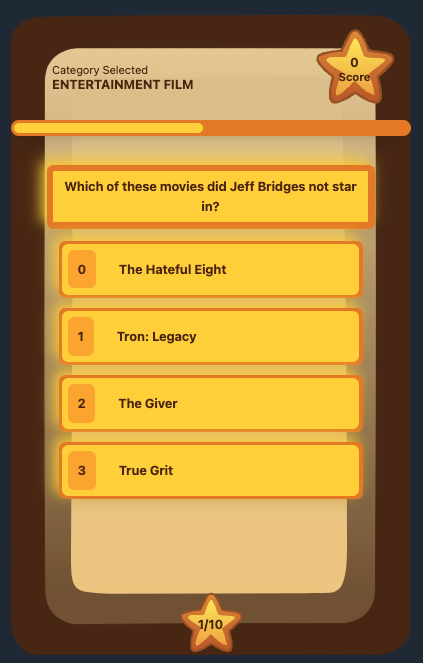 Category Selected
ENTERTAINMENT FILM
0
Score
Which of these movies did Jeff Bridges not star
in?
0 The Hateful Eight
1 Tron: Legacy
2 The Giver
3 True Grit
1/10